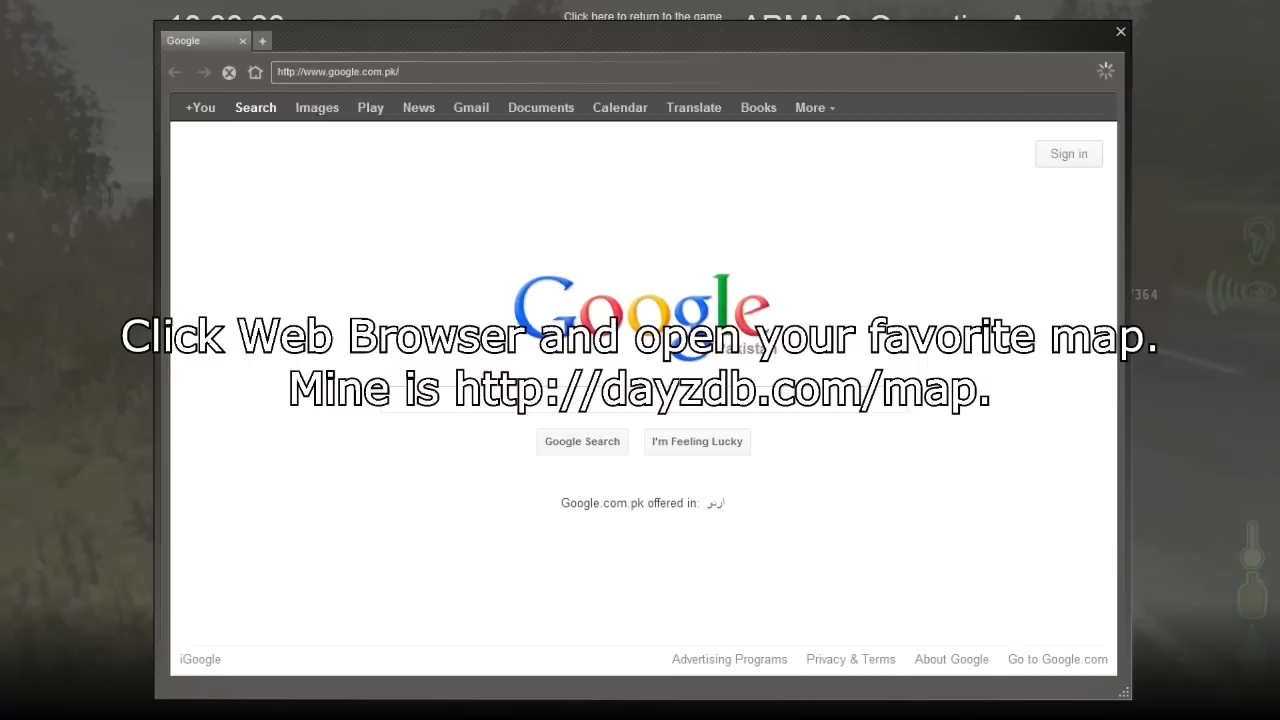 Click here to return to the game
Google
http://www.google.com.pk/
+You Search Images Play News Gmail Documents Calendar Translate Books More
Sign in
Google
Click Web Browser and open your favorite map.
Mine is http://dayzdb.com/map.
Google Search I'm Feeling Lucky
Google.com.pk offered in: اردو
iGoogle Advertising Programs Privacy & Terms About Google Go to Google.com